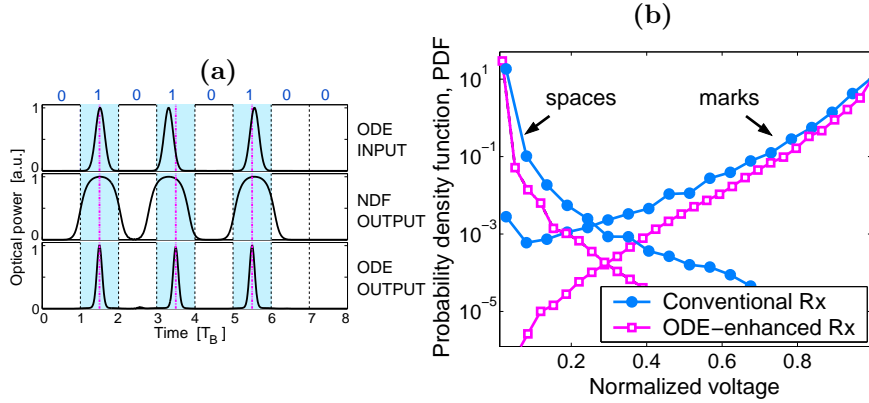 (a)
0 1 0 1 0 1 0 0
1
0
ODE
INPUT
1
0
NDF
OUTPUT
1
0
ODE
OUTPUT
Optical power [a.u.]
0 1 2 3 4 5 6 7 8
Time [T_B]
(b)
Probability density function, PDF
10^1
10^−1
10^−3
10^−5
spaces
marks
Conventional Rx
ODE−enhanced Rx
0.2 0.4 0.6 0.8
Normalized voltage